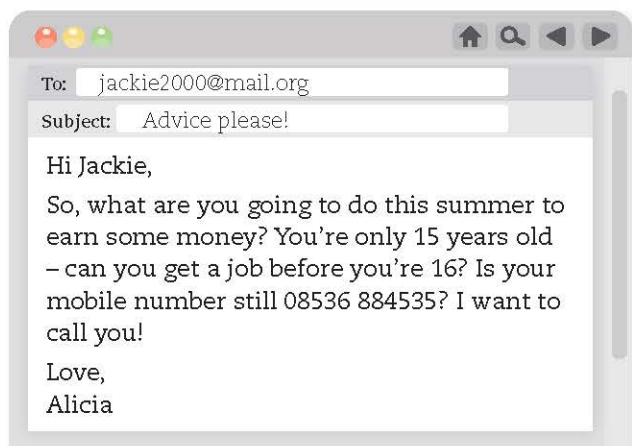 To: jackie2000@mail.org
Subject: Advice please!
Hi Jackie,
So, what are you going to do this summer to
earn some money? You're only 15 years old
– can you get a job before you're 16? Is your
mobile number still 08536 884535? I want to
call you!
Love,
Alicia